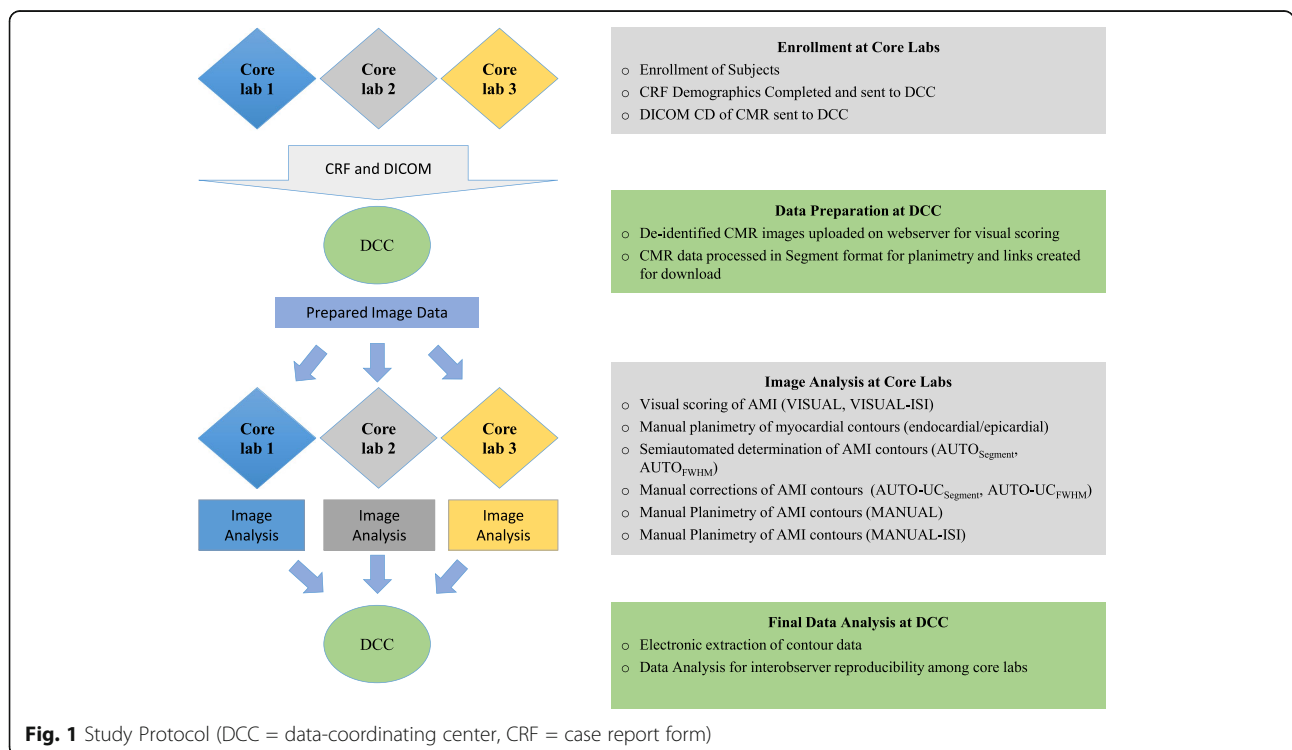 Core lab 1
Core lab 2
Core lab 3
Enrollment at Core Labs
o Enrollment of Subjects
o CRF Demographics Completed and sent to DCC
o DICOM CD of CMR sent to DCC
CRF and DICOM
DCC
Data Preparation at DCC
o De-identified CMR images uploaded on webserver for visual scoring
o CMR data processed in Segment format for planimetry and links created
for download
Prepared Image Data
Core lab 1
Core lab 2
Core lab 3
Image Analysis
Image Analysis
Image Analysis
Image Analysis at Core Labs
o Visual scoring of AMI (VISUAL, VISUAL-ISI)
o Manual planimetry of myocardial contours (endocardial/epicardial)
o Semiautomated determination of AMI contours (AUTOSegment,
AUTOFWHM)
o Manual corrections of AMI contours (AUTO-UCSegment, AUTO-UCFWHM)
o Manual Planimetry of AMI contours (MANUAL)
o Manual Planimetry of AMI contours (MANUAL-ISI)
DCC
Final Data Analysis at DCC
o Electronic extraction of contour data
o Data Analysis for interobserver reproducibility among core labs
Fig. 1 Study Protocol (DCC = data-coordinating center, CRF = case report form)